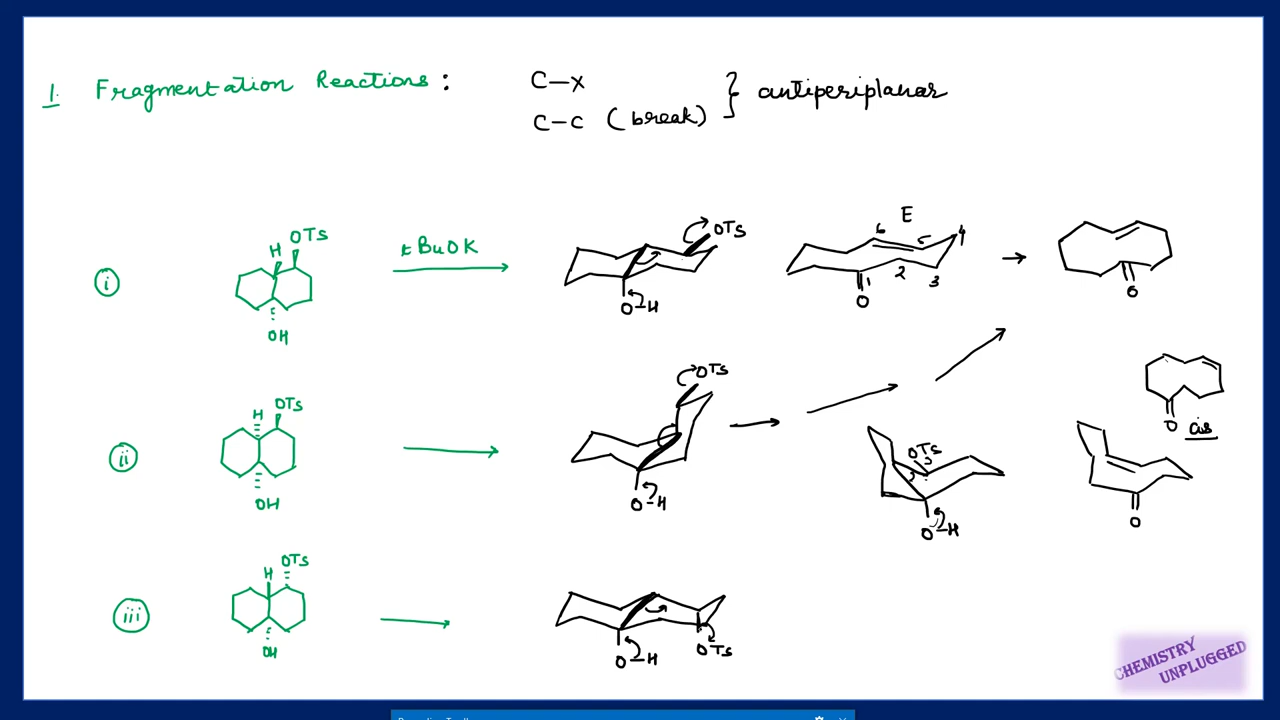 1. Fragmentation Reactions :
C-X
C-C (break)
} antiperiplanar
(i)
H OTS
OH
t BuOK
OTS
O-H
E
6 5 4
1 2 3
O
O
(ii)
H OTS
OH
OTS
O-H
OTS
O-H
O cis
O
(iii)
H OTS
OH
O-H
OTS
CHEMISTRY
UNPLUGGED